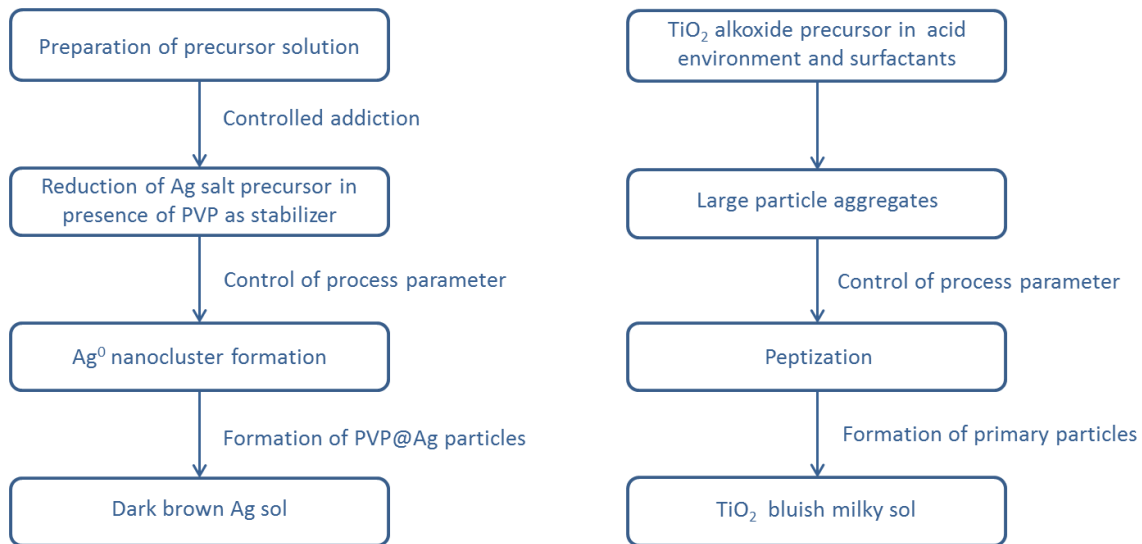 Preparation of precursor solution
Controlled addiction
Reduction of Ag salt precursor in
presence of PVP as stabilizer
Control of process parameter
Ag⁰ nanocluster formation
Formation of PVP@Ag particles
Dark brown Ag sol
TiO₂ alkoxide precursor in acid
environment and surfactants
Large particle aggregates
Control of process parameter
Peptization
Formation of primary particles
TiO₂ bluish milky sol